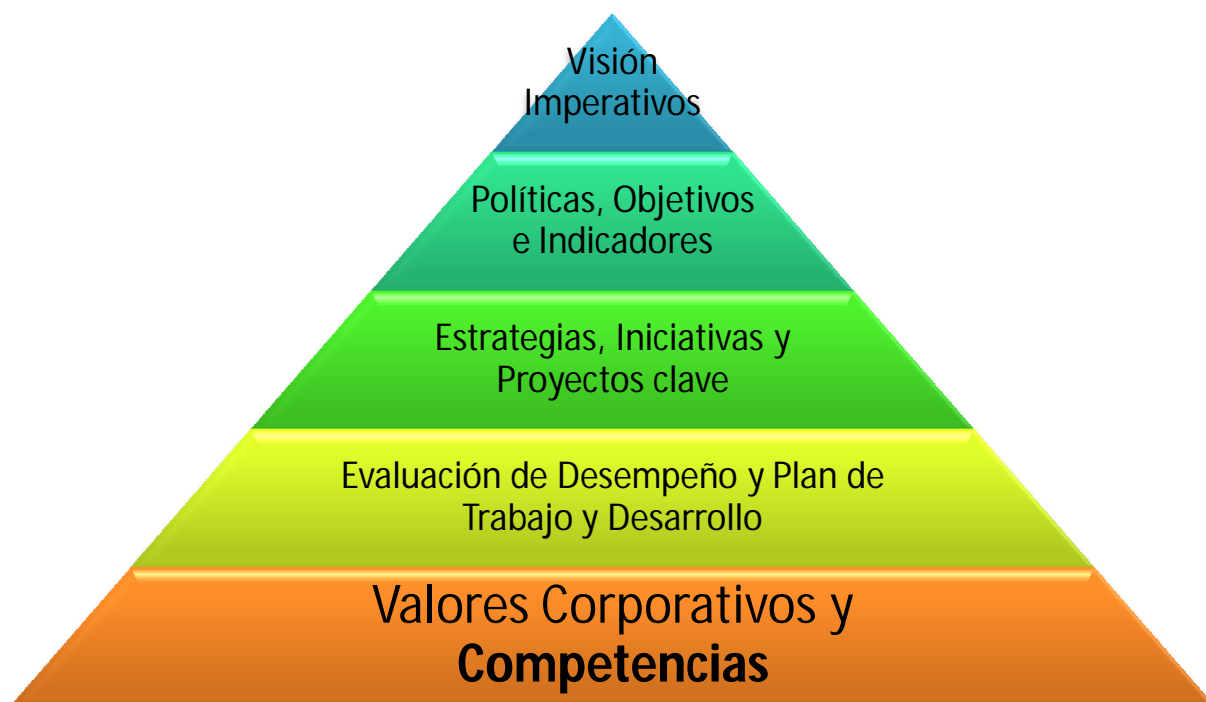 Visión
Imperativos
Políticas, Objetivos
e Indicadores
Estrategias, Iniciativas y
Proyectos clave
Evaluación de Desempeño y Plan de
Trabajo y Desarrollo
Valores Corporativos y
Competencias